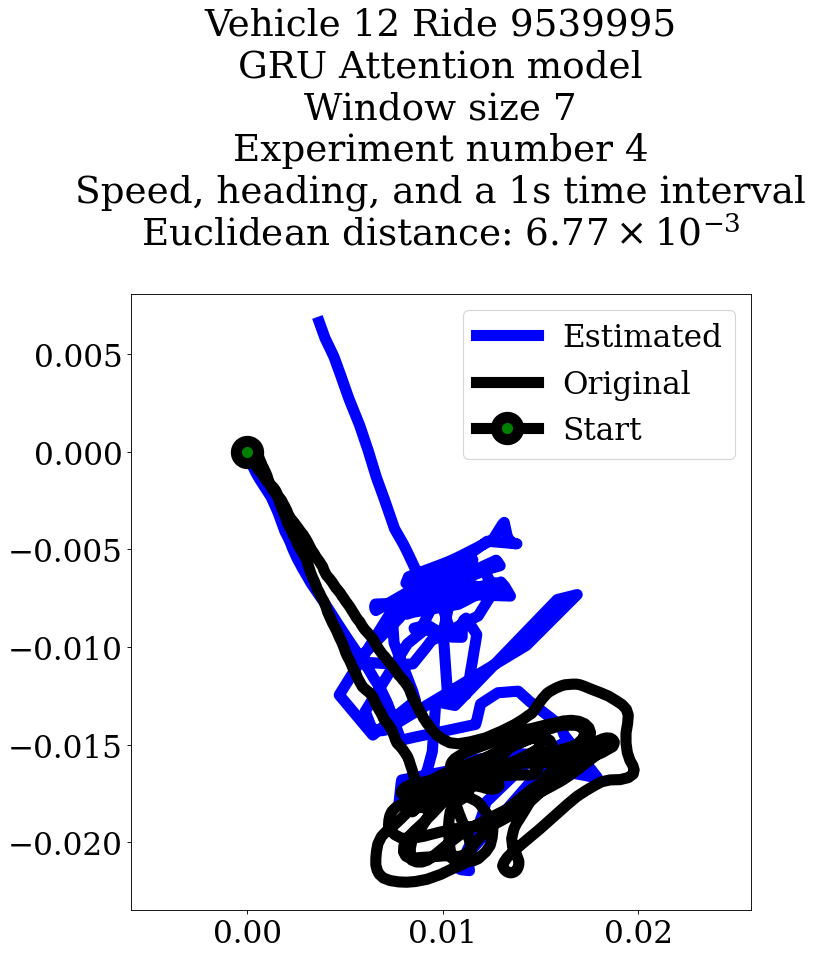 Vehicle 12 Ride 9539995
GRU Attention model
Window size 7
Experiment number 4
Speed, heading, and a 1s time interval
Euclidean distance: 6.77 × 10⁻³
Estimated
Original
Start
0.005
0.000
−0.005
−0.010
−0.015
−0.020
0.00 0.01 0.02